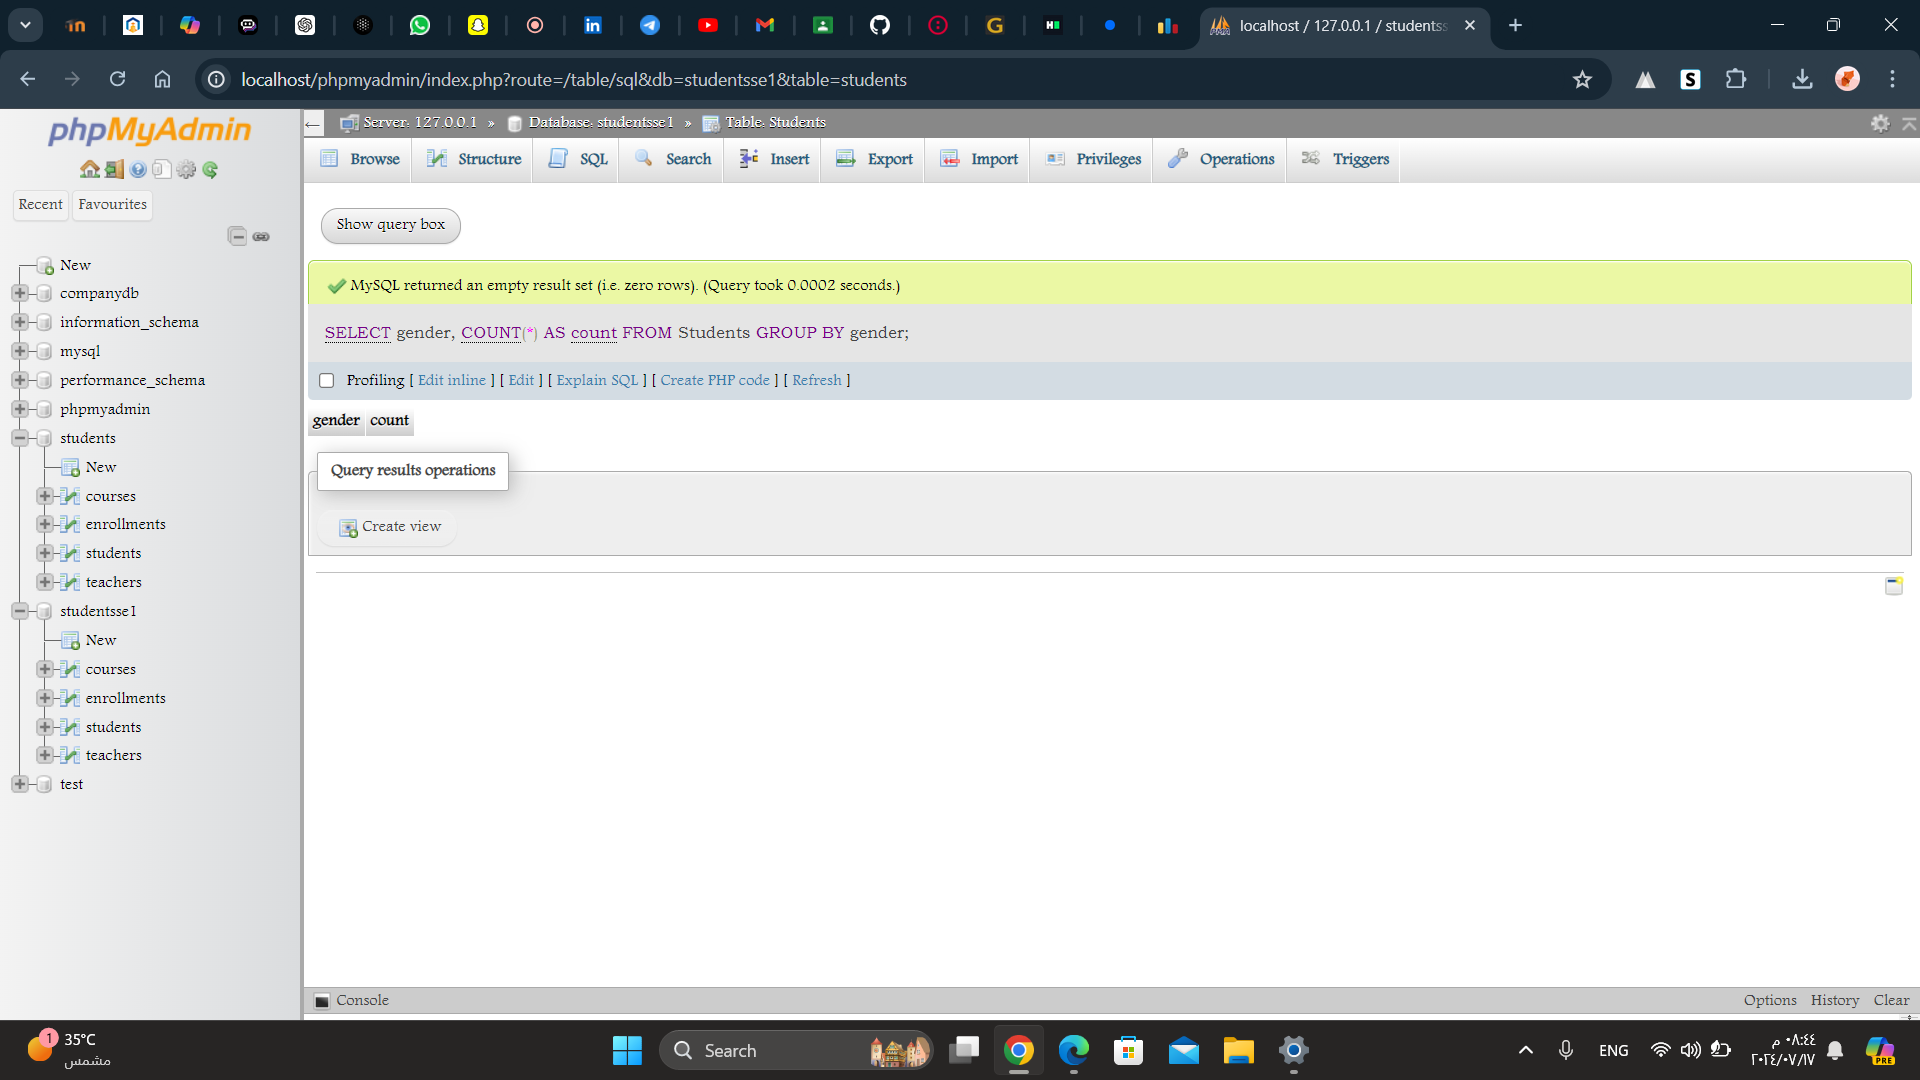 localhost / 127.0.0.1 / studentss
localhost/phpmyadmin/index.php?route=/table/sql&db=studentsse1&table=students
phpMyAdmin
Recent
Favourites
New
companydb
information_schema
mysql
performance_schema
phpmyadmin
students
New
courses
enrollments
students
teachers
studentsse1
New
courses
enrollments
students
teachers
test
Server: 127.0.0.1 » Database: studentsse1 » Table: Students
Browse
Structure
SQL
Search
Insert
Export
Import
Privileges
Operations
Triggers
Show query box
MySQL returned an empty result set (i.e. zero rows). (Query took 0.0002 seconds.)
SELECT gender, COUNT(*) AS count FROM Students GROUP BY gender;
Profiling [ Edit inline ] [ Edit ] [ Explain SQL ] [ Create PHP code ] [ Refresh ]
gender count
Query results operations
Create view
Console
Options History Clear
1
35°C
مشمس
Search
ENG
٠٨:٤٤ م
٢٠٢٤/٠٧/١٧
PRE